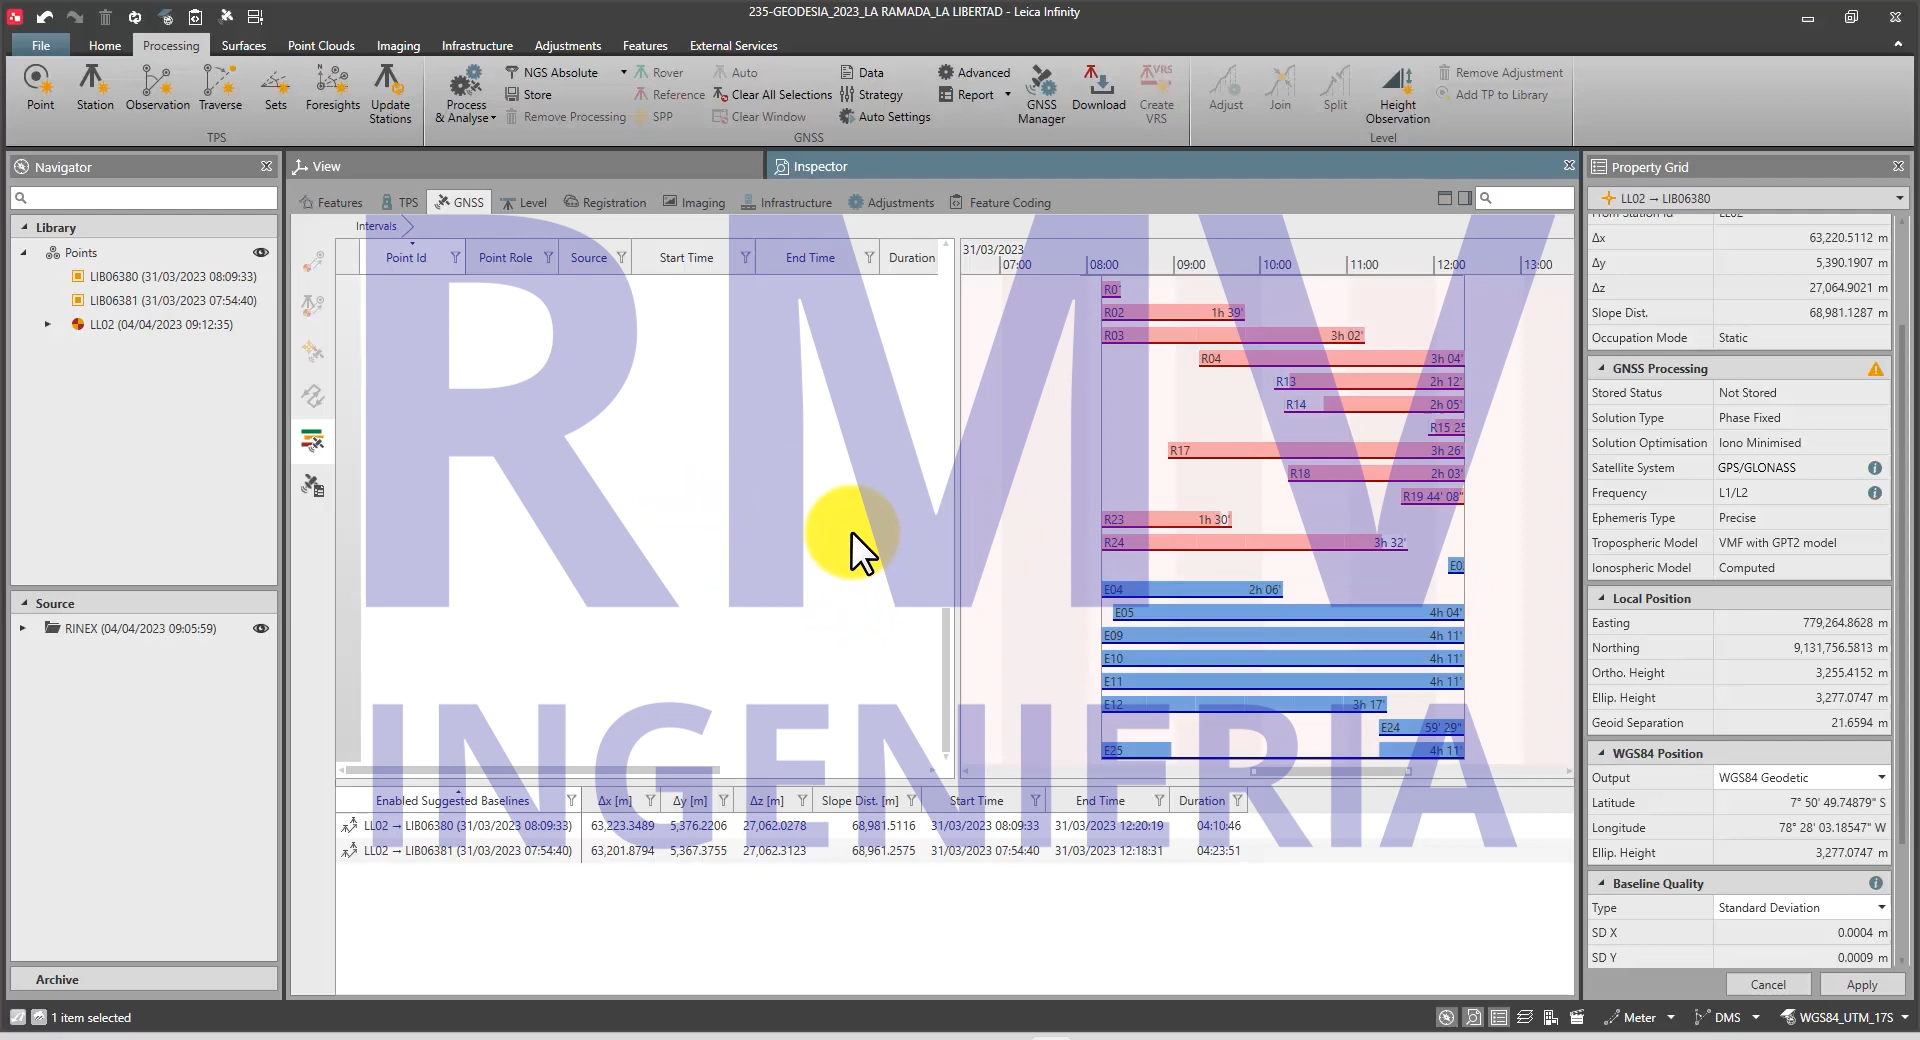 235-GEODESIA_2023_LA RAMADA_LA LIBERTAD - Leica Infinity
File Home Processing Surfaces Point Clouds Imaging Infrastructure Adjustments Features External Services
Point Station Observation Traverse Sets Foresights Update Stations
TPS
Process & Analyse
NGS Absolute
Store
Remove Processing
Rover
Reference
SPP
Auto
Clear All Selections
Clear Window
Data
Strategy
Auto Settings
Advanced
Report
GNSS Manager
Download
Create VRS
GNSS
Adjust Join Split Height Observation
Remove Adjustment
Add TP to Library
Level
Navigator
Library
Points
LIB06380 (31/03/2023 08:09:33)
LIB06381 (31/03/2023 07:54:40)
LL02 (04/04/2023 09:12:35)
Source
RINEX (04/04/2023 09:05:59)
Archive
View
Inspector
Features TPS GNSS Level Registration Imaging Infrastructure Adjustments Feature Coding
Intervals
Point Id Point Role Source Start Time End Time Duration
31/03/2023
07:00 08:00 09:00 10:00 11:00 12:00 13:00
R02 1h 39'
R03 3h 02'
R04 3h 04'
R13 2h 12'
R14 2h 05'
R15 25
R17 3h 26'
R18 2h 03'
R19 44' 08"
R23 1h 30'
R24 3h 32'
E04 2h 06'
E05 4h 04'
E09 4h 11'
E10 4h 11'
E11 4h 11'
E12 3h 17'
E24 59' 29"
E25 4h 11'
RMV
INGENIERIA
Enabled Suggested Baselines Δx [m] Δy [m] Δz [m] Slope Dist. [m] Start Time End Time Duration
LL02 → LIB06380 (31/03/2023 08:09:33) 63,223.3489 5,376.2206 27,062.0278 68,981.5116 31/03/2023 08:09:33 31/03/2023 12:20:19 04:10:46
LL02 → LIB06381 (31/03/2023 07:54:40) 63,201.8794 5,367.3755 27,062.3123 68,961.2575 31/03/2023 07:54:40 31/03/2023 12:18:31 04:23:51
Property Grid
LL02 → LIB06380
From Station Id LL02
Δx 63,220.5112 m
Δy 5,390.1907 m
Δz 27,064.9021 m
Slope Dist. 68,981.1287 m
Occupation Mode Static
GNSS Processing
Stored Status Not Stored
Solution Type Phase Fixed
Solution Optimisation Iono Minimised
Satellite System GPS/GLONASS
Frequency L1/L2
Ephemeris Type Precise
Tropospheric Model VMF with GPT2 model
Ionospheric Model Computed
Local Position
Easting 779,264.8628 m
Northing 9,131,756.5813 m
Ortho. Height 3,255.4152 m
Ellip. Height 3,277.0747 m
Geoid Separation 21.6594 m
WGS84 Position
Output WGS84 Geodetic
Latitude 7° 50' 49.74879" S
Longitude 78° 28' 03.18547" W
Ellip. Height 3,277.0747 m
Baseline Quality
Type Standard Deviation
SD X 0.0004 m
SD Y 0.0009 m
Cancel Apply
1 item selected
Meter DMS WGS84_UTM_17S